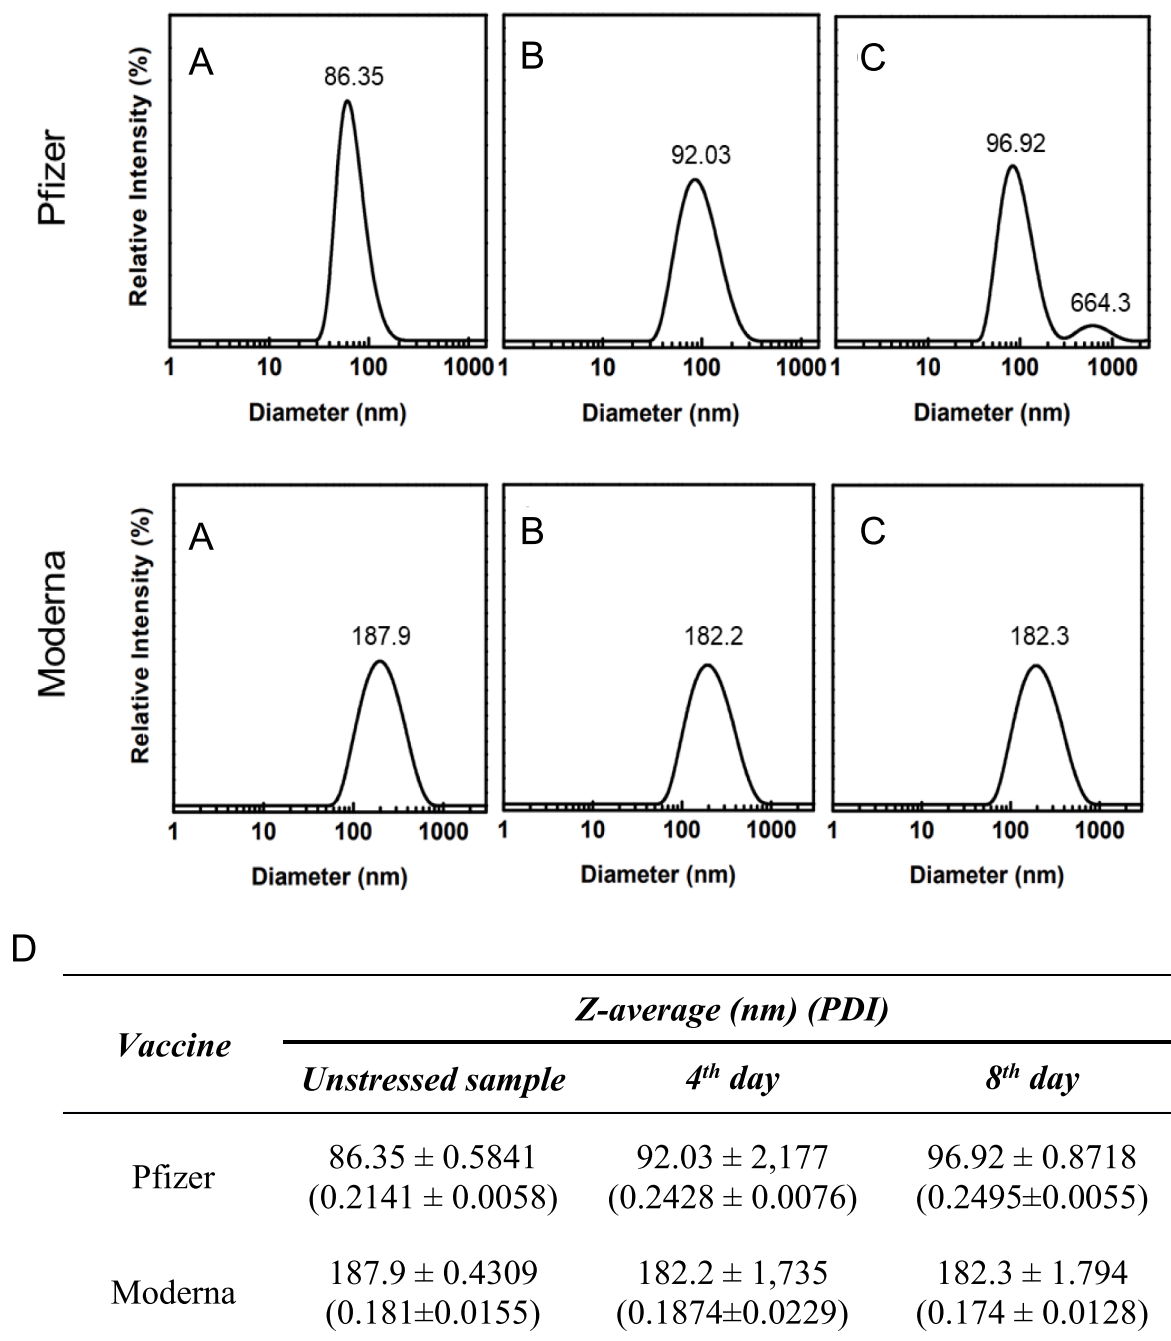 Pfizer
Relative Intensity (%)
A
86.35
1 10 100 1000
Diameter (nm)
B
92.03
1 10 100 1000
Diameter (nm)
C
96.92
664.3
1 10 100 1000
Diameter (nm)
Moderna
Relative Intensity (%)
A
187.9
1 10 100 1000
Diameter (nm)
B
182.2
1 10 100 1000
Diameter (nm)
C
182.3
1 10 100 1000
Diameter (nm)
D
Vaccine
Z-average (nm) (PDI)
Unstressed sample 4th day 8th day
Pfizer
86.35 ± 0.5841 92.03 ± 2,177 96.92 ± 0.8718
(0.2141 ± 0.0058) (0.2428 ± 0.0076) (0.2495±0.0055)
Moderna
187.9 ± 0.4309 182.2 ± 1,735 182.3 ± 1.794
(0.181±0.0155) (0.1874±0.0229) (0.174 ± 0.0128)